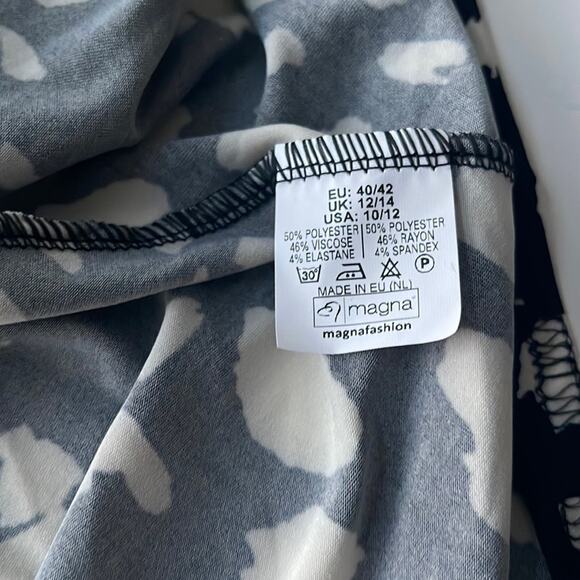 EU: 40/42
UK: 12/14
USA: 10/12
50% POLYESTER 50% POLYESTER
46% VISCOSE 46% RAYON
4% ELASTANE 4% SPANDEX
30° P
MADE IN EU (NL)
magna®
magnafashion